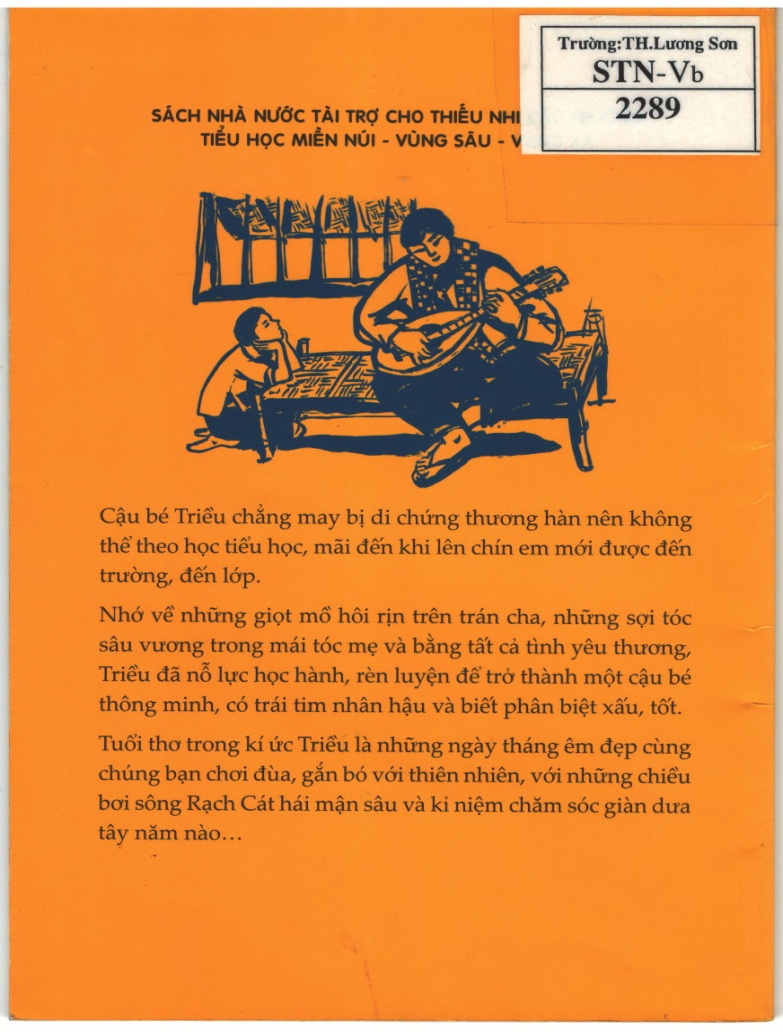 Trường:TH.Lương Sơn
STN-Vb
2289
SÁCH NHÀ NƯỚC TÀI TRỢ CHO THIẾU NHI
TIỂU HỌC MIỀN NÚI - VÙNG SÂU - V
Cậu bé Triều chẳng may bị di chứng thương hàn nên không
thể theo học tiểu học, mãi đến khi lên chín em mới được đến
trường, đến lớp.
Nhớ về những giọt mồ hôi rịn trên trán cha, những sợi tóc
sâu vương trong mái tóc mẹ và bằng tất cả tình yêu thương,
Triều đã nỗ lực học hành, rèn luyện để trở thành một cậu bé
thông minh, có trái tim nhân hậu và biết phân biệt xấu, tốt.
Tuổi thơ trong kí ức Triều là những ngày tháng êm đẹp cùng
chúng bạn chơi đùa, gắn bó với thiên nhiên, với những chiều
bơi sông Rạch Cát hái mận sâu và kỉ niệm chăm sóc giàn dưa
tây năm nào…